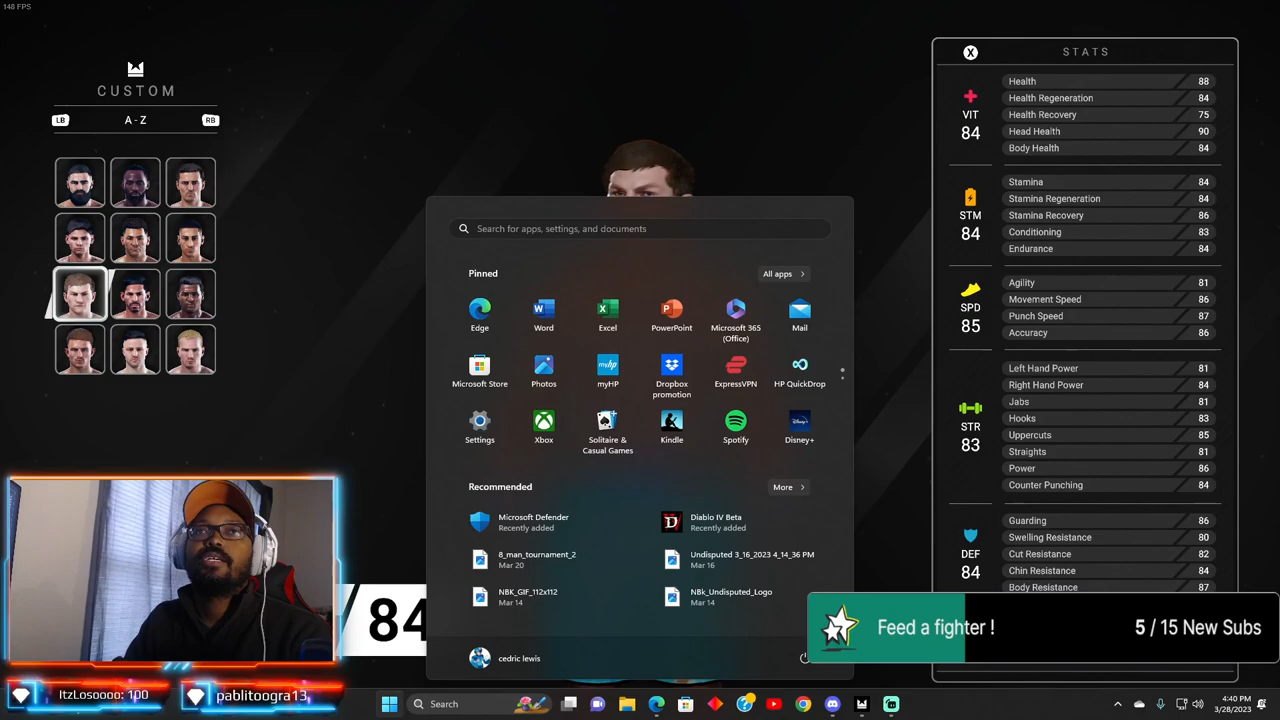 148 FPS
CUSTOM
LB
A - Z
RB
X
STATS
VIT
84
Health 88
Health Regeneration 84
Health Recovery 75
Head Health 90
Body Health 84
STM
84
Stamina 84
Stamina Regeneration 84
Stamina Recovery 86
Conditioning 83
Endurance 84
SPD
85
Agility 81
Movement Speed 86
Punch Speed 87
Accuracy 86
STR
83
Left Hand Power 81
Right Hand Power 84
Jabs 81
Hooks 83
Uppercuts 85
Straights 81
Power 86
Counter Punching 84
DEF
84
Guarding 86
Swelling Resistance 80
Cut Resistance 82
Chin Resistance 84
Body Resistance 87
Search for apps, settings, and documents
Pinned
All apps
Edge
Word
Excel
PowerPoint
Microsoft 365
(Office)
Mail
Microsoft Store
Photos
myhp
myHP
Dropbox
promotion
ExpressVPN
HP QuickDrop
Settings
Xbox
Solitaire &
Casual Games
Kindle
Spotify
Disney+
Disney+
Recommended
More
Microsoft Defender
Recently added
Diablo IV Beta
Recently added
8_man_tournament_2
Mar 20
Undisputed 3_16_2023 4_14_36 PM
Mar 16
NBK_GIF_112x112
Mar 14
NBk_Undisputed_Logo
Mar 14
cedric lewis
84
7
Feed a fighter !
5 / 15 New Subs
ItzLosoooo: 100
pablitoogra13
Search
4:40 PM
3/28/2023